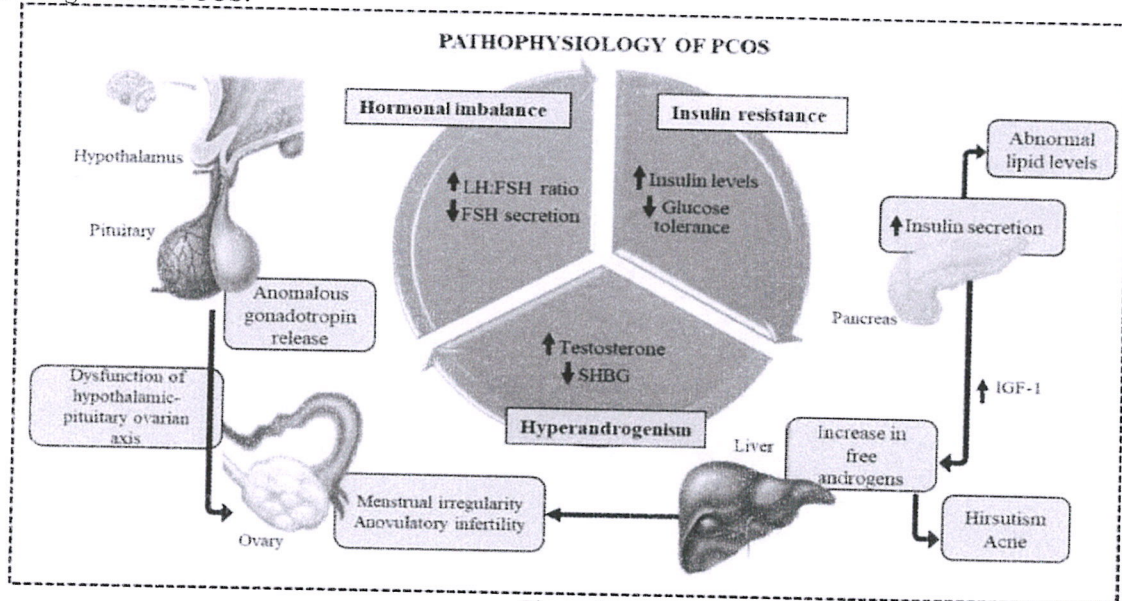 PATHOPHYSIOLOGY OF PCOS
Hormonal imbalance
Insulin resistance
Abnormal
lipid levels
Hypothalamus
LH:FSH ratio
FSH secretion
Insulin levels
Glucose
tolerance
Insulin secretion
Pituitary
Anomalous
gonadotropin
release
Pancreas
Testosterone
SHBG
Dysfunction of
hypothalamic-
pituitary ovarian
axis
IGF-1
Hyperandrogenism
Liver
Increase in
free
androgens
Menstrual irregularity
Anovulatory infertility
Ovary
Hirsutism
Acne